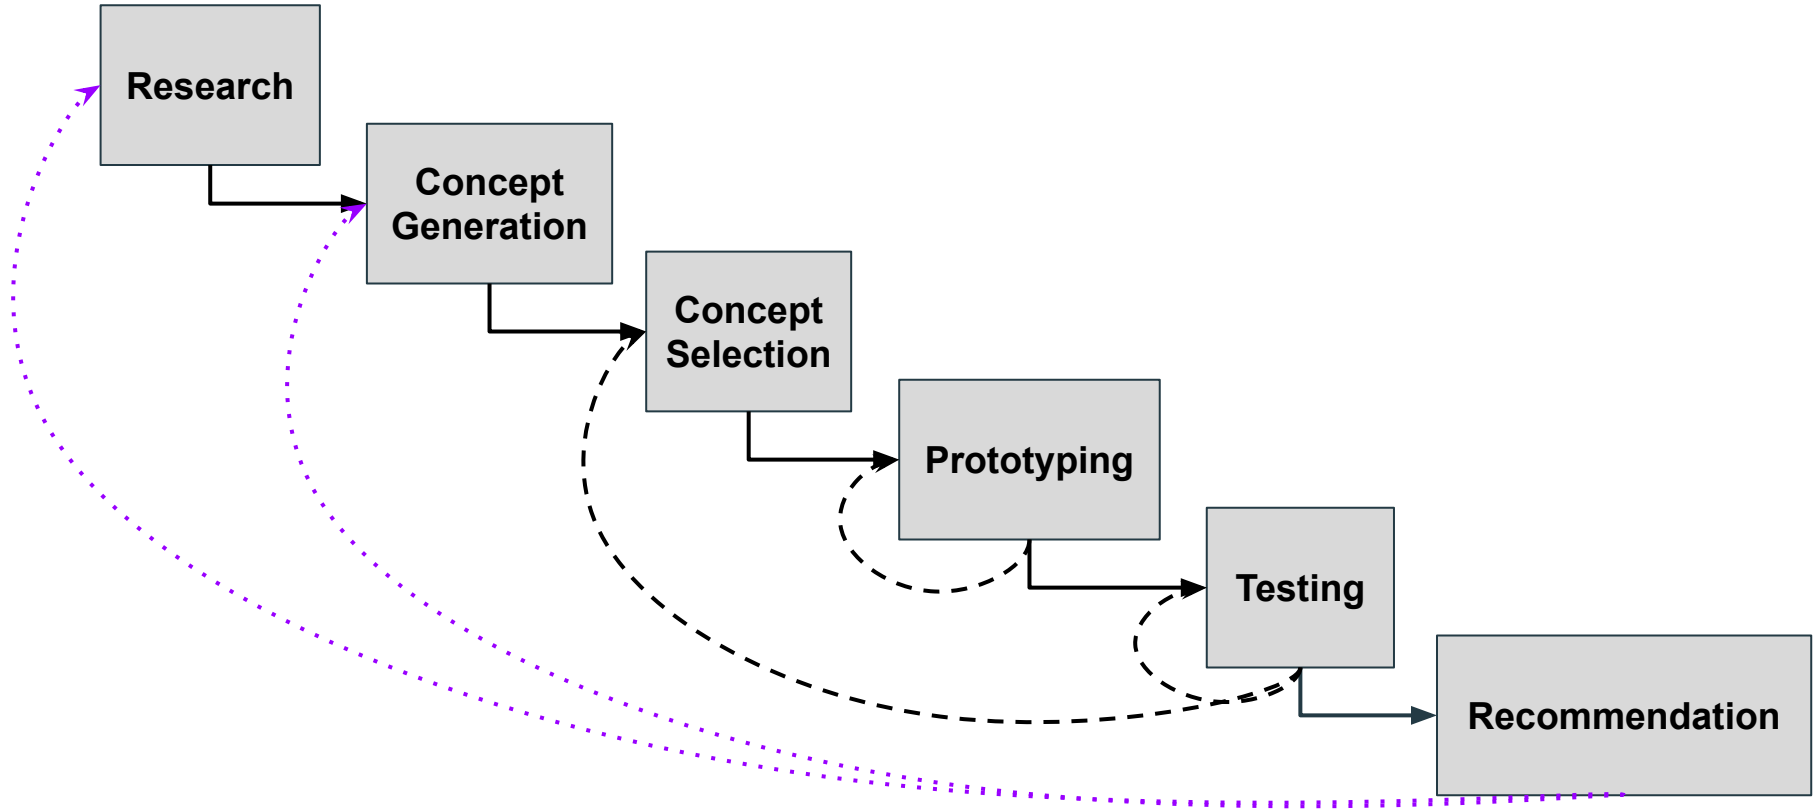 Research
Concept
Generation
Concept
Selection
Prototyping
Testing
Recommendation